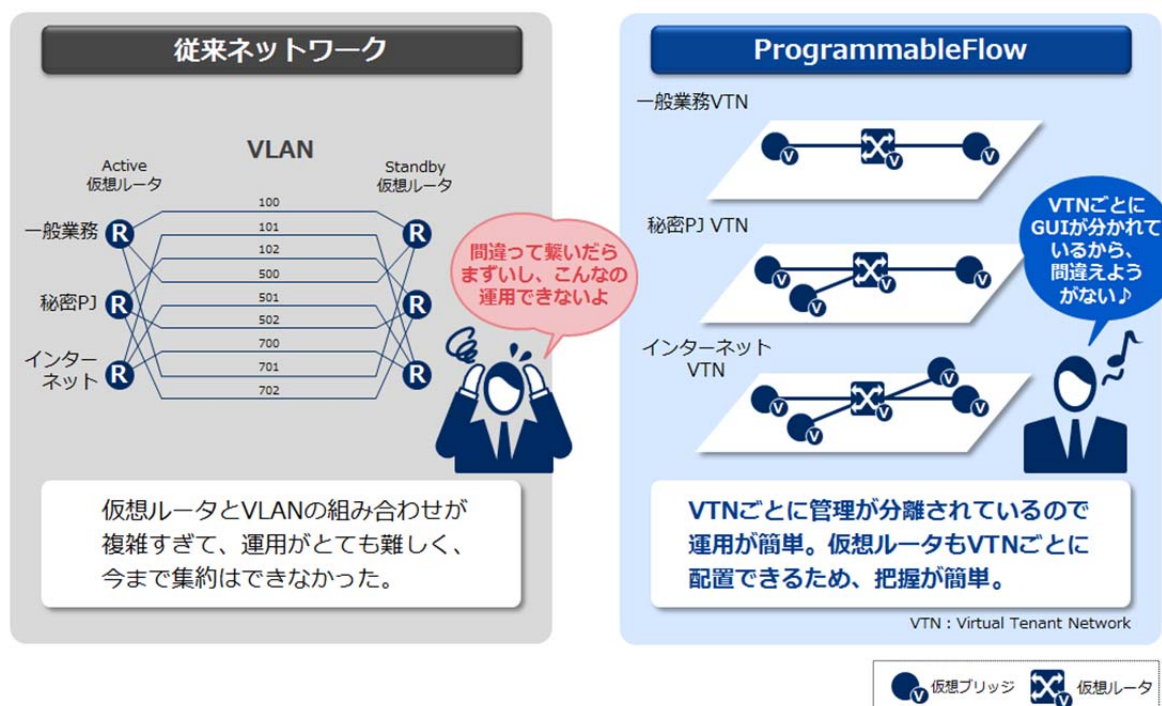 従来ネットワーク
VLAN
Active
仮想ルータ
Standby
仮想ルータ
一般業務
R
R
秘密PJ
R
R
インター
ネット
R
R
100
101
102
500
501
502
700
701
702
間違って繋いだら
まずいし、こんなの
運用できないよ
仮想ルータとVLANの組み合わせが
複雑すぎて、運用がとても難しく、
今まで集約はできなかった。
ProgrammableFlow
一般業務VTN
V
V
V
秘密PJ VTN
V
V
V
V
インターネット
VTN
V
V
V
V
V
VTNごとに
GUIが分かれて
いるから、
間違えよう
がない♪
VTNごとに管理が分離されているので
運用が簡単。仮想ルータもVTNごとに
配置できるため、把握が簡単。
VTN : Virtual Tenant Network
V 仮想ブリッジ V 仮想ルータ